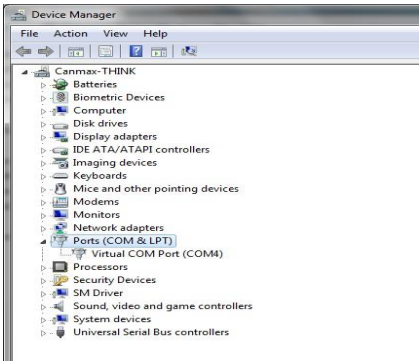 Device Manager
File Action View Help
Canmax-THINK
Batteries
Biometric Devices
Computer
Disk drives
Display adapters
IDE ATA/ATAPI controllers
Imaging devices
Keyboards
Mice and other pointing devices
Modems
Monitors
Network adapters
Ports (COM & LPT)
Virtual COM Port (COM4)
Processors
Security Devices
SM Driver
Sound, video and game controllers
System devices
Universal Serial Bus controllers